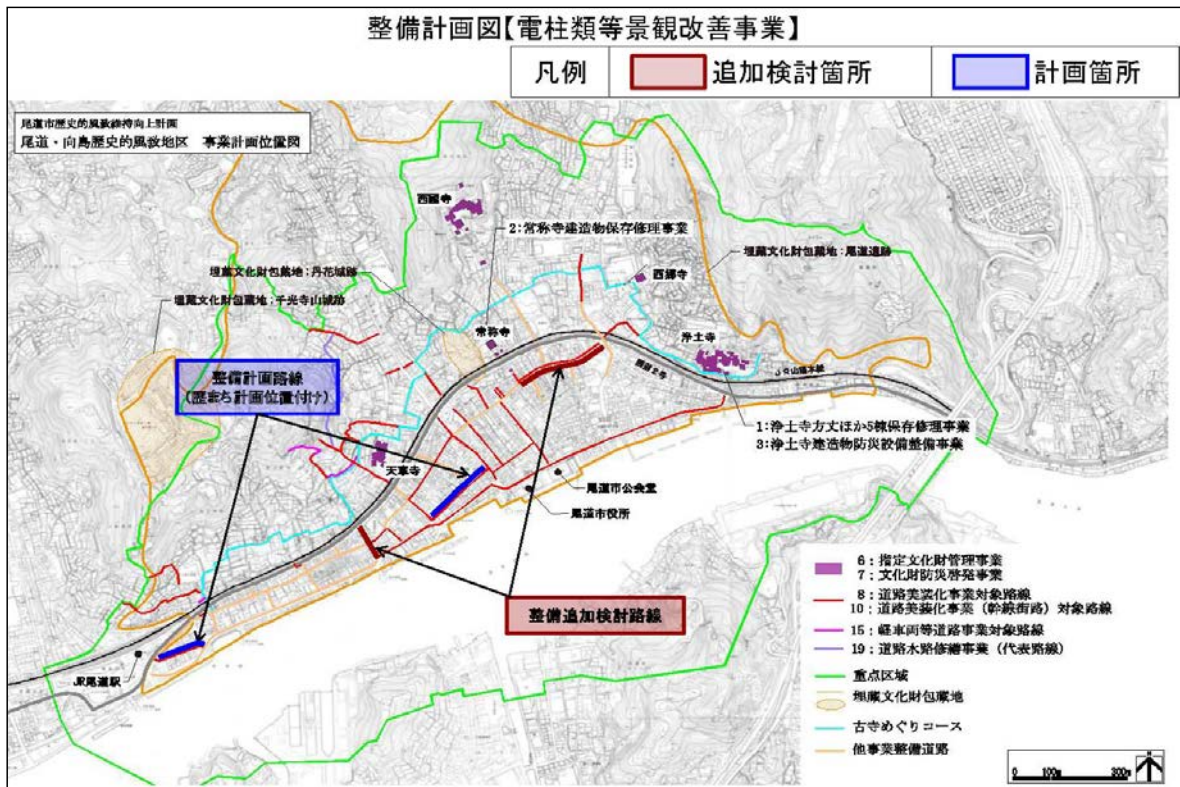 整備計画図【電柱類等景観改善事業】
凡例 追加検討箇所 計画箇所
尾道市歴史的風致維持向上計画
尾道・向島歴史的風致地区 事業計画位置図
西國寺
2:常称寺建造物保存修理事業
埋蔵文化財包蔵地:丹花城跡
西郷寺
埋蔵文化財包蔵地:尾道遺跡
埋蔵文化財包蔵地:千光寺山城跡
常称寺
浄土寺
国道2号
JR山陽本線
整備計画路線
(歴まち計画位置付け)
1:浄土寺方丈ほか5棟保存修理事業
3:浄土寺建造物防災設備整備事業
天寧寺
尾道市公会堂
尾道市役所
整備追加検討路線
JR尾道駅
6:指定文化財管理事業
7:文化財防災啓発事業
8:道路美装化事業対象路線
10:道路美装化事業(幹線街路)対象路線
15:軽車両等道路事業対象路線
19:道路水路修繕事業(代表路線)
重点区域
埋蔵文化財包蔵地
古寺めぐりコース
他事業整備道路
0 100m 300m